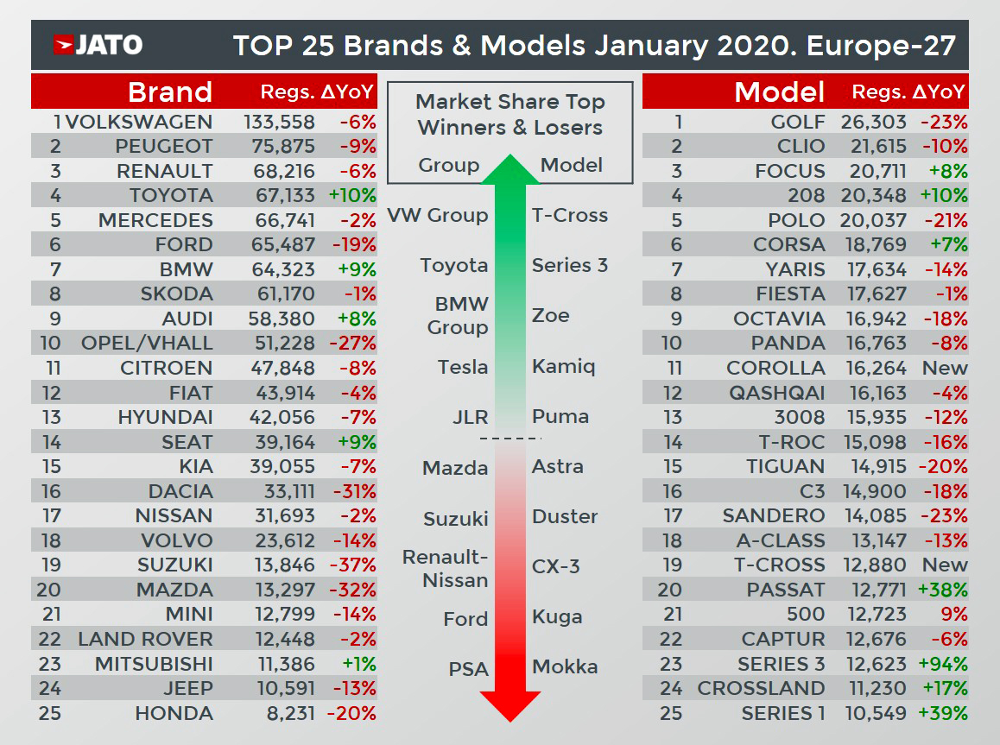 JATO
TOP 25 Brands & Models January 2020. Europe-27
Brand Regs. ΔYoY
1 VOLKSWAGEN 133,558 -6%
2 PEUGEOT 75,875 -9%
3 RENAULT 68,216 -6%
4 TOYOTA 67,133 +10%
5 MERCEDES 66,741 -2%
6 FORD 65,487 -19%
7 BMW 64,323 +9%
8 SKODA 61,170 -1%
9 AUDI 58,380 +8%
10 OPEL/VHALL 51,228 -27%
11 CITROEN 47,848 -8%
12 FIAT 43,914 -4%
13 HYUNDAI 42,056 -7%
14 SEAT 39,164 +9%
15 KIA 39,055 -7%
16 DACIA 33,111 -31%
17 NISSAN 31,693 -2%
18 VOLVO 23,612 -14%
19 SUZUKI 13,846 -37%
20 MAZDA 13,297 -32%
21 MINI 12,799 -14%
22 LAND ROVER 12,448 -2%
23 MITSUBISHI 11,386 +1%
24 JEEP 10,591 -13%
25 HONDA 8,231 -20%
Market Share Top
Winners & Losers
Group Model
VW Group T-Cross
Toyota Series 3
BMW
Group Zoe
Tesla Kamiq
JLR Puma
Mazda Astra
Suzuki Duster
Renault-
Nissan CX-3
Ford Kuga
PSA Mokka
Model Regs. ΔYoY
1 GOLF 26,303 -23%
2 CLIO 21,615 -10%
3 FOCUS 20,711 +8%
4 208 20,348 +10%
5 POLO 20,037 -21%
6 CORSA 18,769 +7%
7 YARIS 17,634 -14%
8 FIESTA 17,627 -1%
9 OCTAVIA 16,942 -18%
10 PANDA 16,763 -8%
11 COROLLA 16,264 New
12 QASHQAI 16,163 -4%
13 3008 15,935 -12%
14 T-ROC 15,098 -16%
15 TIGUAN 14,915 -20%
16 C3 14,900 -18%
17 SANDERO 14,085 -23%
18 A-CLASS 13,147 -13%
19 T-CROSS 12,880 New
20 PASSAT 12,771 +38%
21 500 12,723 9%
22 CAPTUR 12,676 -6%
23 SERIES 3 12,623 +94%
24 CROSSLAND 11,230 +17%
25 SERIES 1 10,549 +39%